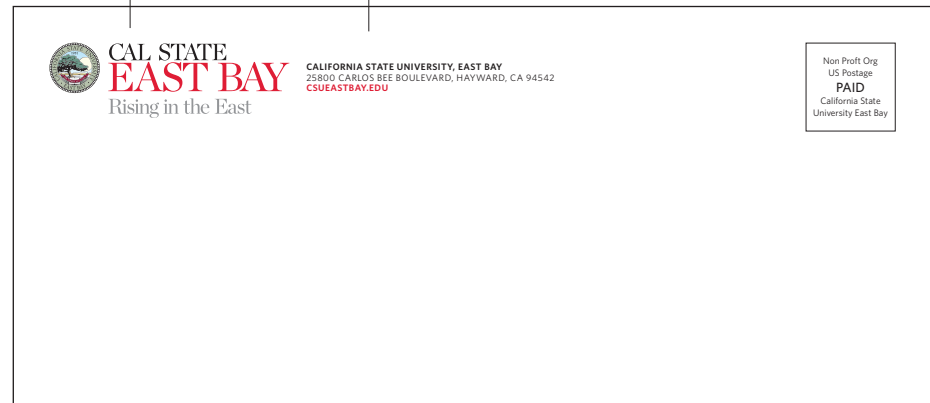 CAL STATE
EAST BAY
Rising in the East
CALIFORNIA STATE UNIVERSITY, EAST BAY
25800 CARLOS BEE BOULEVARD, HAYWARD, CA 94542
CSUEASTBAY.EDU
Non Proft Org
US Postage
PAID
California State
University East Bay